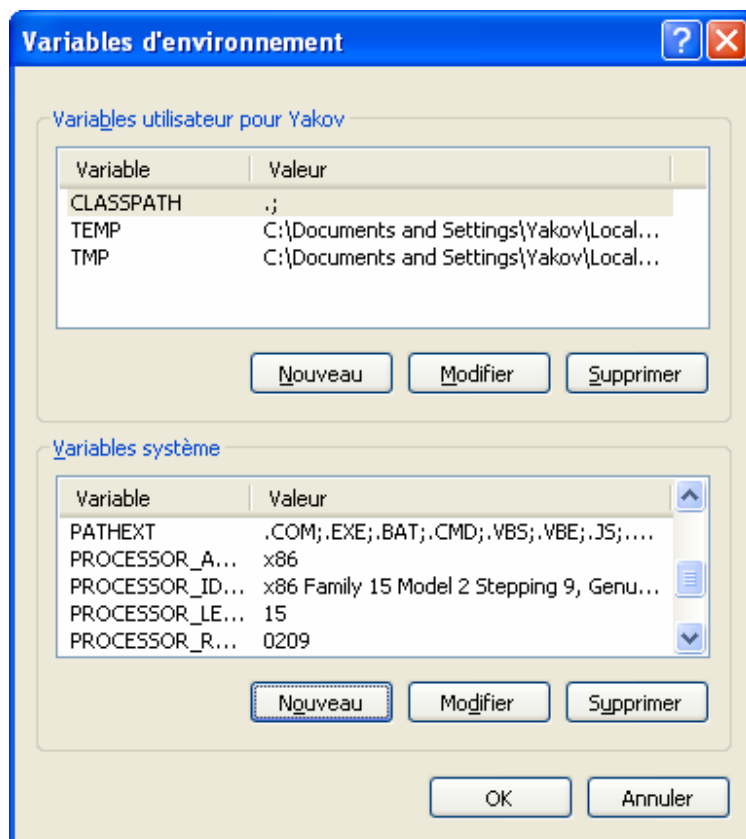 Variables d'environnement
Variables utilisateur pour Yakov
Variable Valeur
CLASSPATH .;
TEMP C:\Documents and Settings\Yakov\Local...
TMP C:\Documents and Settings\Yakov\Local...
Nouveau Modifier Supprimer
Variables système
Variable Valeur
PATHEXT .COM;.EXE;.BAT;.CMD;.VBS;.VBE;.JS;....
PROCESSOR_A... x86
PROCESSOR_ID... x86 Family 15 Model 2 Stepping 9, Genu...
PROCESSOR_LE... 15
PROCESSOR_R... 0209
Nouveau Modifier Supprimer
OK Annuler